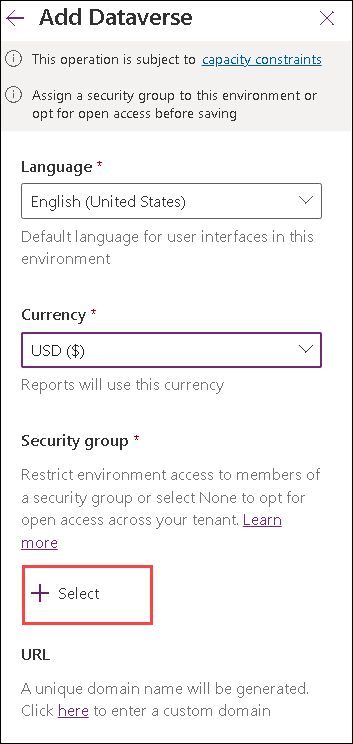 Add Dataverse
This operation is subject to capacity constraints
Assign a security group to this environment or
opt for open access before saving
Language *
English (United States)
Default language for user interfaces in this
environment
Currency *
USD ($)
Reports will use this currency
Security group *
Restrict environment access to members of
a security group or select None to opt for
open access across your tenant. Learn
more
Select
URL
A unique domain name will be generated.
Click here to enter a custom domain